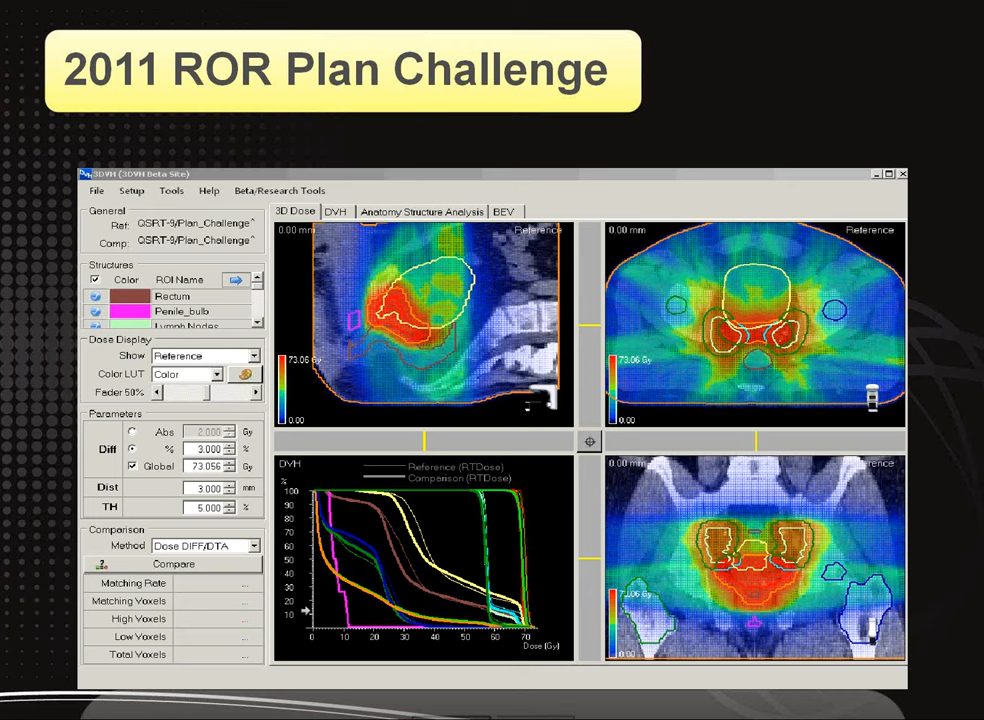 2011 ROR Plan Challenge
3DVH (3DVH Beta Site)
File Setup Tools Help Beta/Research Tools
General
Ref: QSRT-9/Plan_Challenge^
Comp: QSRT-9/Plan_Challenge^
Structures
Color ROI Name
Rectum
Penile_bulb
Lymph Nodes
Dose Display
Show Reference
Color LUT Color
Fader 50%
Parameters
Diff
Abs 2.000 Gy
% 3.000 %
Global 73.056 Gy
Dist 3.000 mm
TH 5.000 %
Comparison
Method Dose DIFF/DTA
Compare
Matching Rate ...
Matching Voxels ...
High Voxels ...
Low Voxels ...
Total Voxels ...
3D Dose DVH Anatomy Structure Analysis BEV
0.00 mm Reference
73.06 Gy
0.00
0.00 mm Reference
73.06 Gy
0.00
DVH
Reference (RTDose)
Comparison (RTDose)
%
100
90
80
70
60
50
40
30
20
10
0 10 20 30 40 50 60 70
Dose [Gy]
0.00 mm
73.06 Gy
0.00